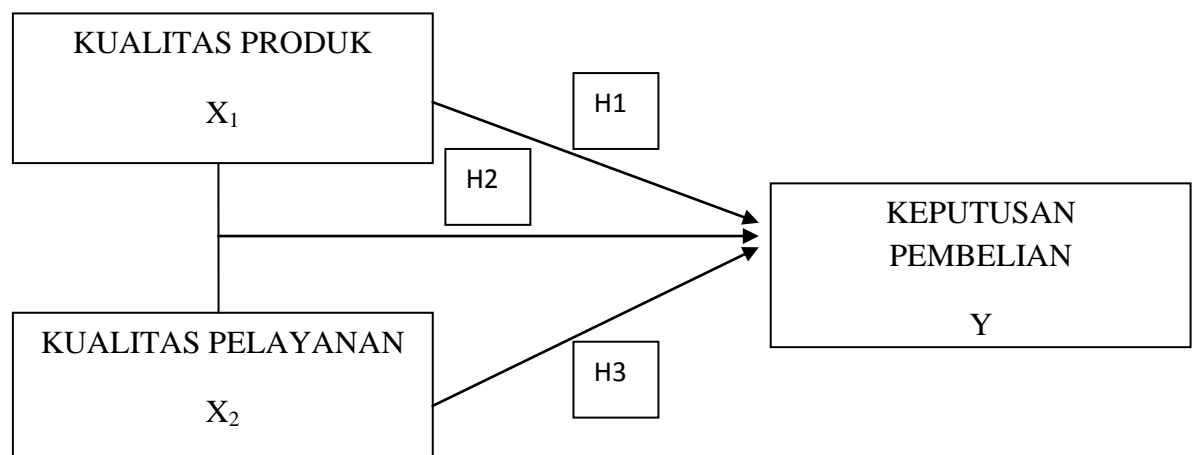 KUALITAS PRODUK
X₁
H1
H2
KEPUTUSAN
PEMBELIAN
Y
KUALITAS PELAYANAN
X₂
H3